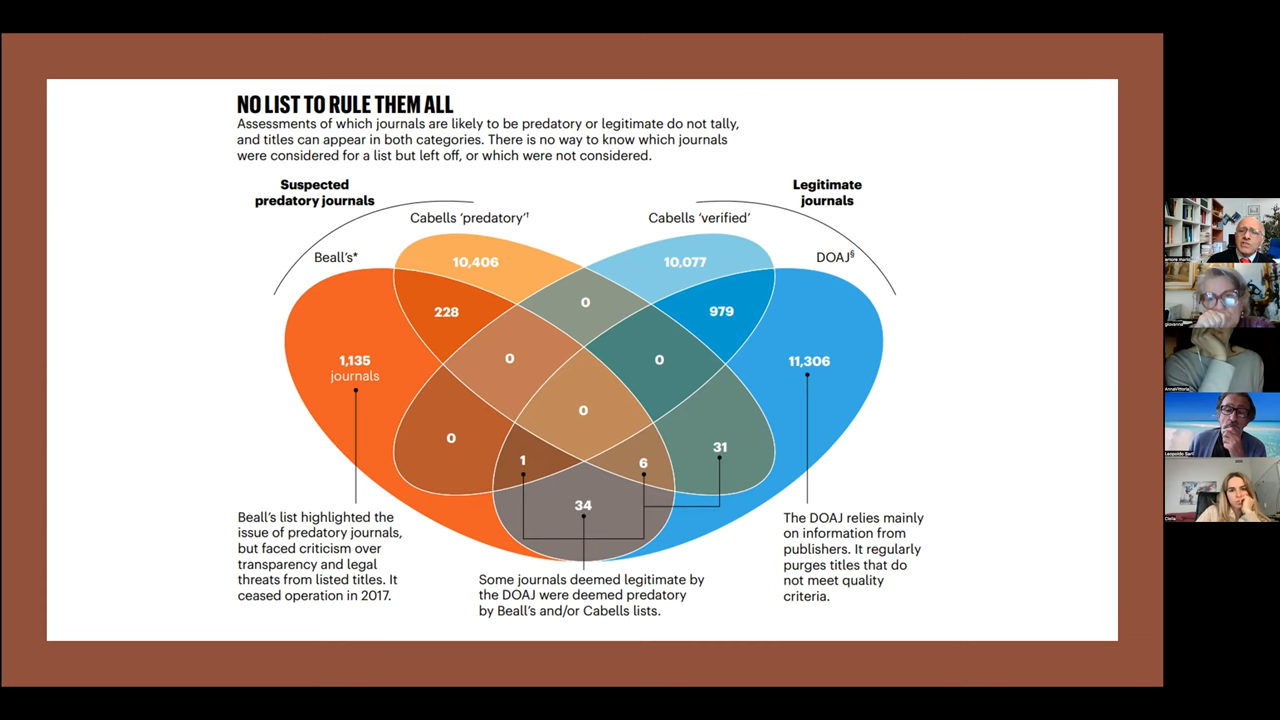 NO LIST TO RULE THEM ALL
Assessments of which journals are likely to be predatory or legitimate do not tally,
and titles can appear in both categories. There is no way to know which journals
were considered for a list but left off, or which were not considered.
Suspected
predatory journals
Legitimate
journals
Cabells ‘predatory’†
Cabells ‘verified’
Beall’s*
DOAJ§
10,406
10,077
0
228
979
1,135
journals
0
0
11,306
0
0
31
1
6
34
Beall’s list highlighted the
issue of predatory journals,
but faced criticism over
transparency and legal
threats from listed titles. It
ceased operation in 2017.
Some journals deemed legitimate by
the DOAJ were deemed predatory
by Beall’s and/or Cabells lists.
The DOAJ relies mainly
on information from
publishers. It regularly
purges titles that do
not meet quality
criteria.
amore mario
giovanna
AnnaVittoria
Leopoldo Sarli
Clelia